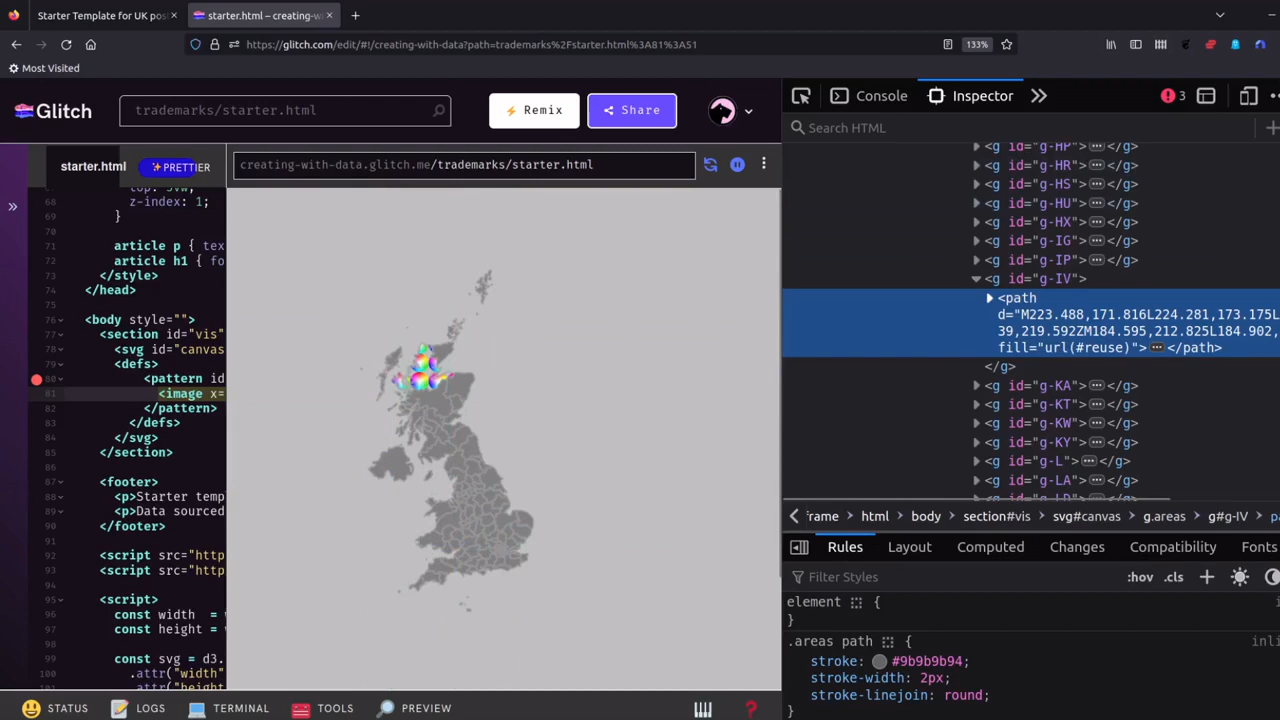 Starter Template for UK pos
starter.html – creating-wi
https://glitch.com/edit/#!/creating-with-data?path=trademarks%2Fstarter.html%3A81%3A51
133%
Most Visited
Glitch
trademarks/starter.html
Remix
Share
starter.html
PRETTIER
creating-with-data.glitch.me/trademarks/starter.html
68 z-index: 1;
69 }
70
71 article p { tex
72 article h1 { fo
73 </style>
74 </head>
75
76 <body style="">
77 <section id="vis"
78 <svg id="canvas
79 <defs>
80 <pattern id
81 <image x=
82 </pattern>
83 </defs>
84 </svg>
85 </section>
86
87 <footer>
88 <p>Starter temp
89 <p>Data sourced
90 </footer>
91
92 <script src="http
93 <script src="http
94
95 <script>
96 const width = w
97 const height =
98
99 const svg = d3.
100 .attr("width"
.attr("height
STATUS
LOGS
TERMINAL
TOOLS
PREVIEW
Console
Inspector
3
Search HTML
<g id="g-HP"> </g>
<g id="g-HR"> </g>
<g id="g-HS"> </g>
<g id="g-HU"> </g>
<g id="g-HX"> </g>
<g id="g-IG"> </g>
<g id="g-IP"> </g>
<g id="g-IV">
<path
d="M223.488,171.816L224.281,173.175L
39,219.592ZM184.595,212.825L184.902,
fill="url(#reuse)"> </path>
</g>
<g id="g-KA"> </g>
<g id="g-KT"> </g>
<g id="g-KW"> </g>
<g id="g-KY"> </g>
<g id="g-L"> </g>
<g id="g-LA"> </g>
<g id="g-LD"> </g>
frame html body section#vis svg#canvas g.areas g#g-IV pa
Rules Layout Computed Changes Compatibility Fonts
Filter Styles
:hov .cls
element {
}
.areas path { inli
stroke: #9b9b9b94;
stroke-width: 2px;
stroke-linejoin: round;
}